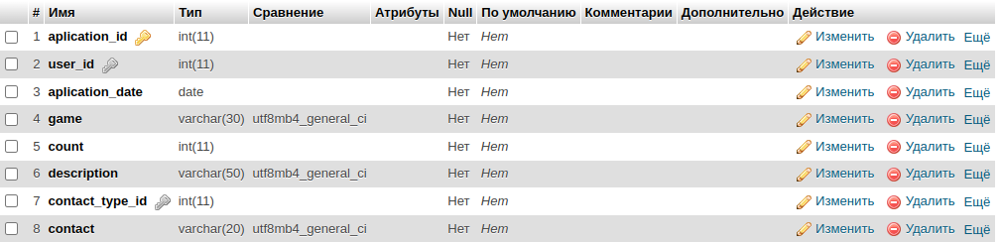 # Имя Тип Сравнение Атрибуты Null По умолчанию Комментарии Дополнительно Действие
1 aplication_id int(11) Нет Нет Изменить Удалить Ещё
2 user_id int(11) Нет Нет Изменить Удалить Ещё
3 aplication_date date Нет Нет Изменить Удалить Ещё
4 game varchar(30) utf8mb4_general_ci Нет Нет Изменить Удалить Ещё
5 count int(11) Нет Нет Изменить Удалить Ещё
6 description varchar(50) utf8mb4_general_ci Нет Нет Изменить Удалить Ещё
7 contact_type_id int(11) Нет Нет Изменить Удалить Ещё
8 contact varchar(20) utf8mb4_general_ci Нет Нет Изменить Удалить Ещё